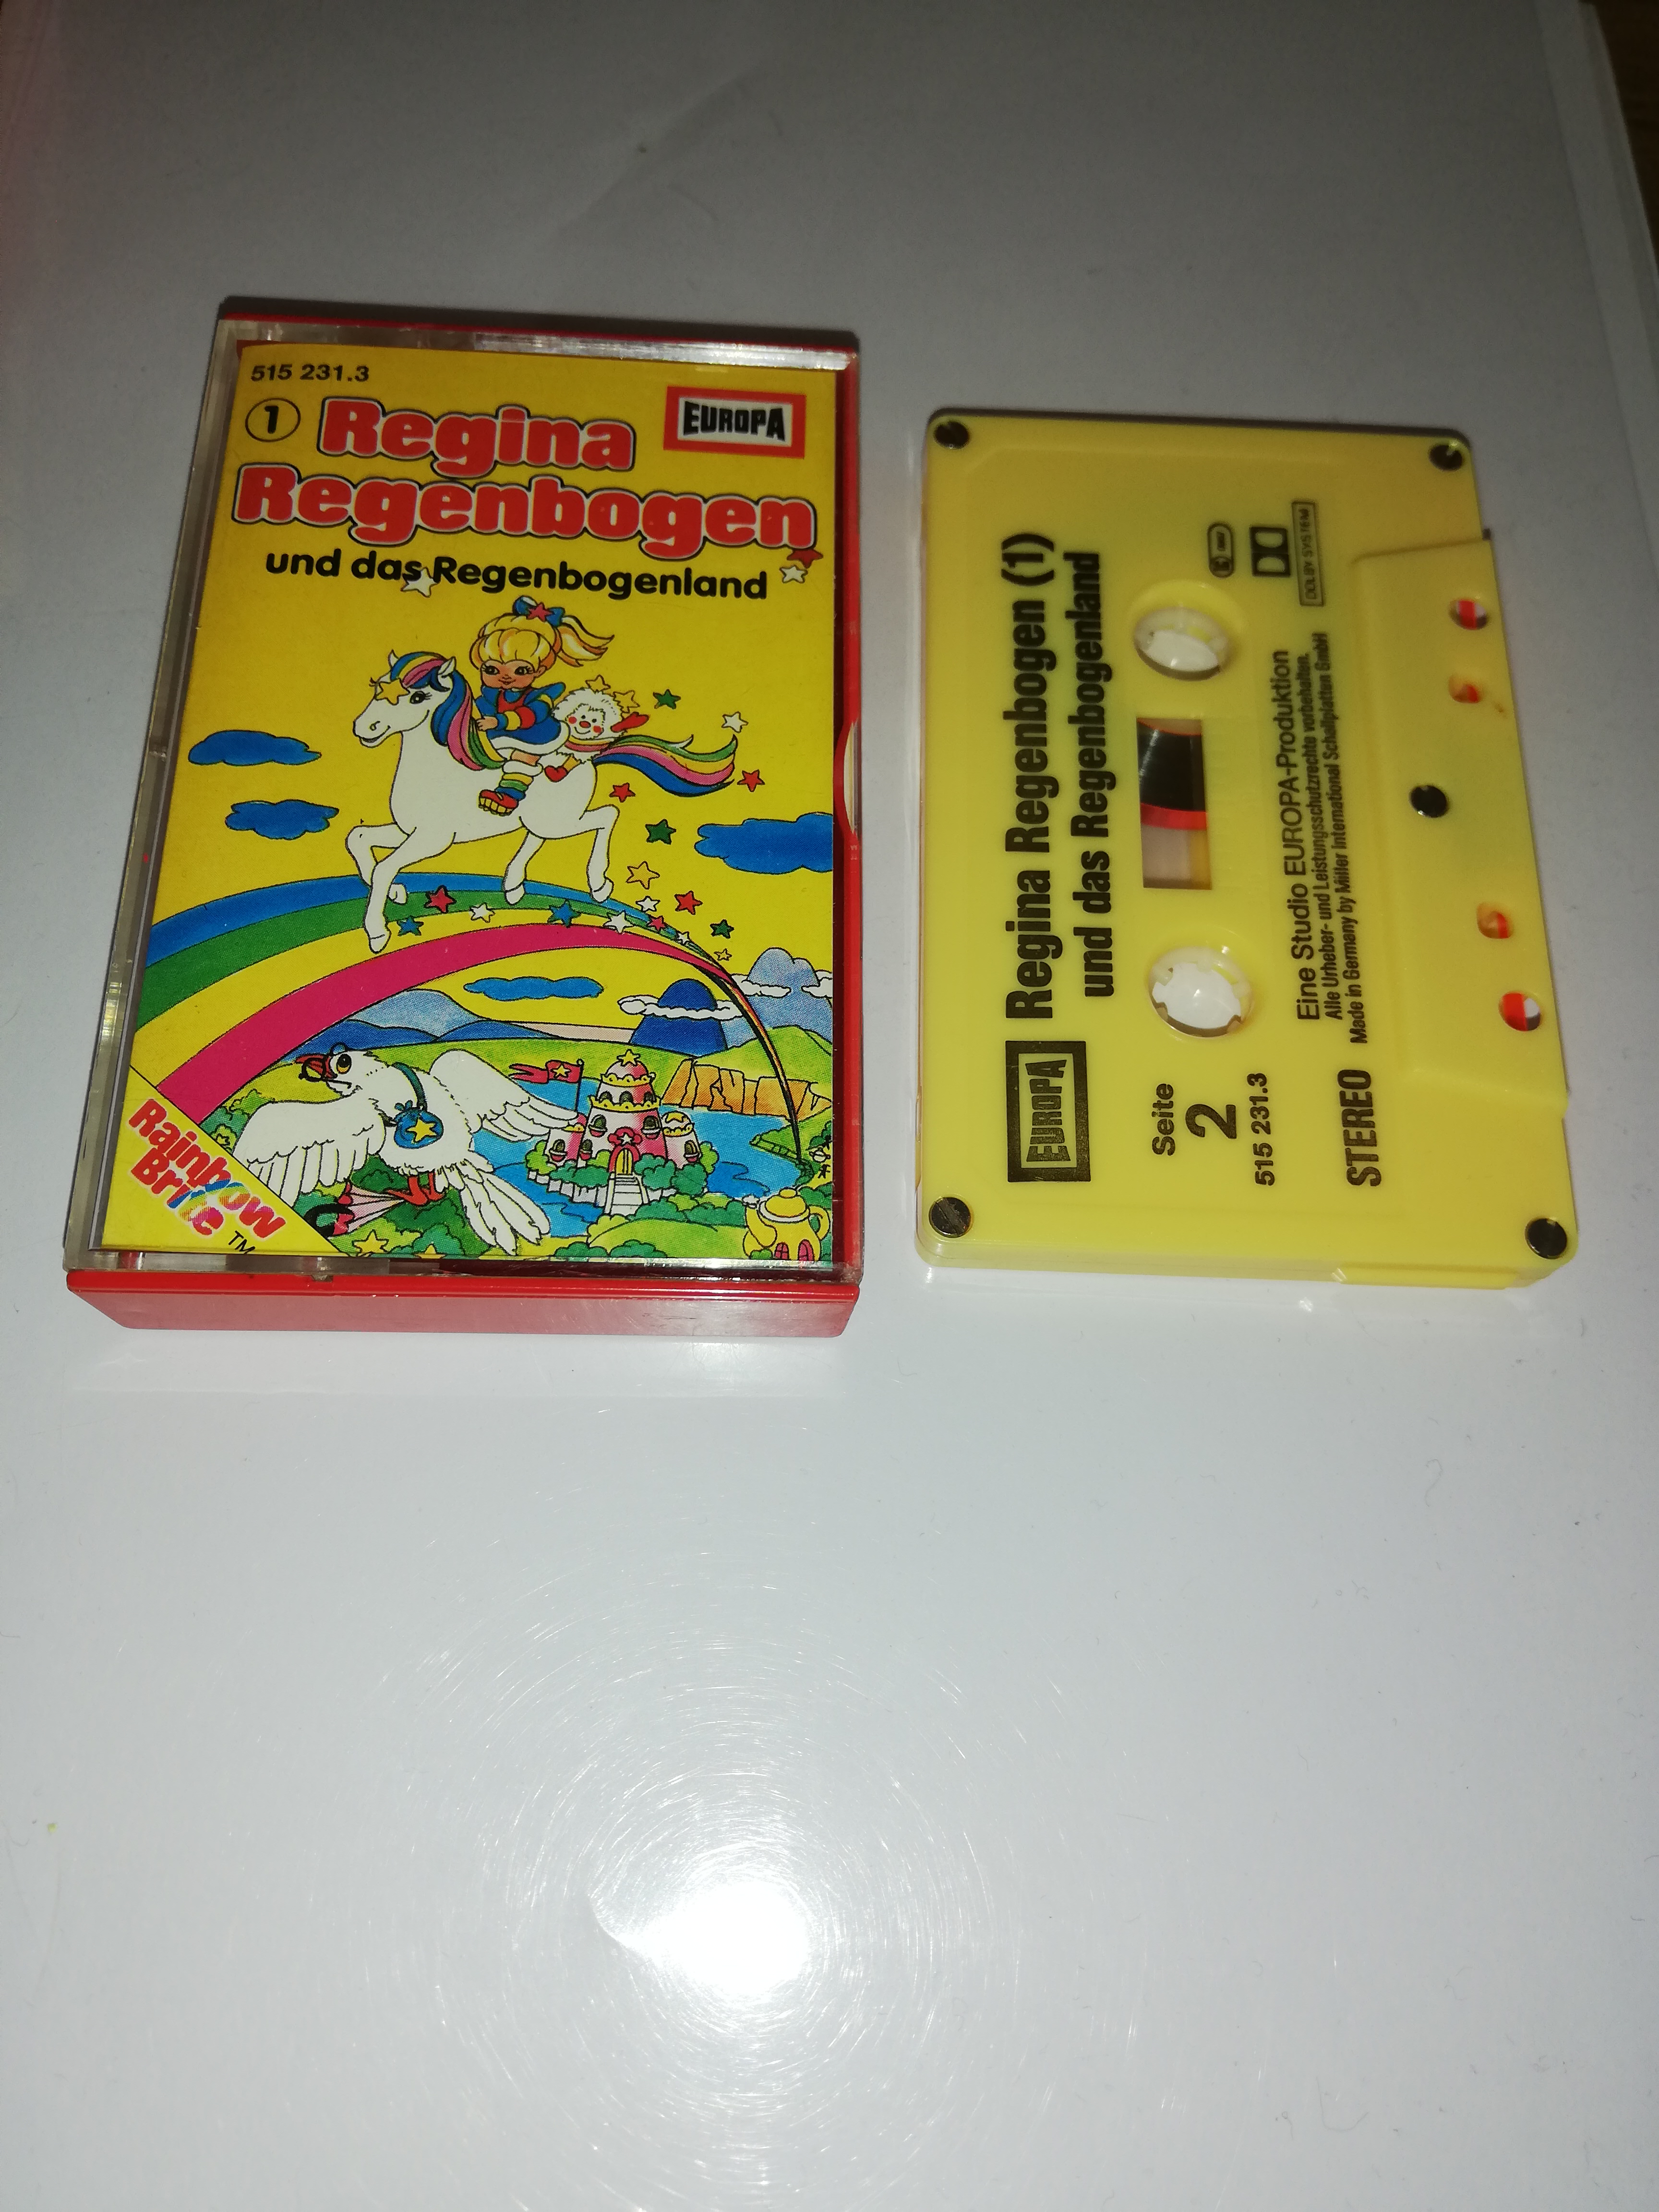 515 231.3
1 Regina
EUROPA
Regenbogen
und das Regenbogenland
Rainbow
Brite TM
EUROPA Regina Regenbogen (1)
und das Regenbogenland
Seite
2
515 231.3
STEREO
DOLBY SYSTEM
Eine Studio EUROPA-Produktion
Alle Urheber- und Leistungsschutzrechte vorbehalten.
Made in Germany by Miller International Schallplatten GmbH